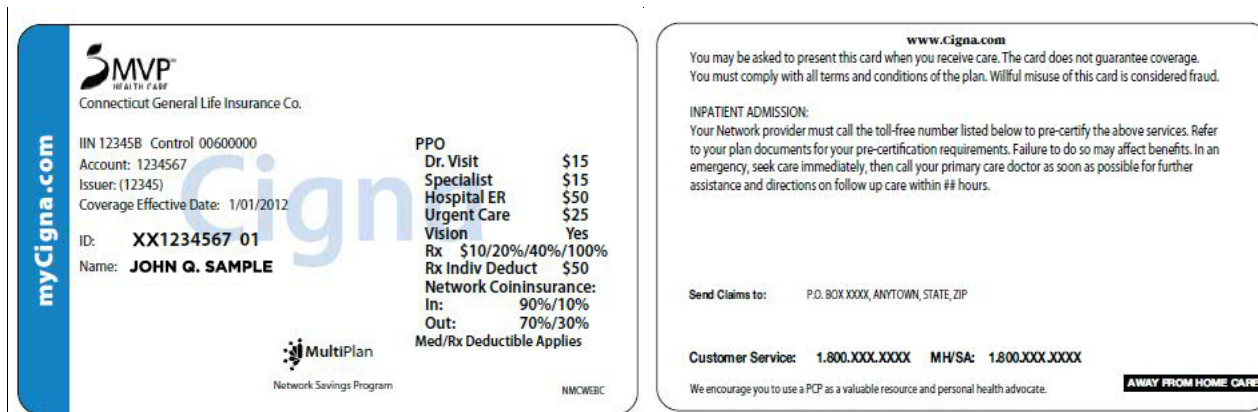 myCigna.com
MVP™
HEALTH CARE
Connecticut General Life Insurance Co.
IIN 12345B Control 00600000
Account: 1234567
Issuer: (12345)
Coverage Effective Date: 1/01/2012
Cigna
ID: XX1234567 01
Name: JOHN Q. SAMPLE
PPO
Dr. Visit $15
Specialist $15
Hospital ER $50
Urgent Care $25
Vision Yes
Rx $10/20%/40%/100%
Rx Indiv Deduct $50
Network Coininsurance:
In: 90%/10%
Out: 70%/30%
Med/Rx Deductible Applies
MultiPlan
Network Savings Program
NMCWEBC
www.Cigna.com
You may be asked to present this card when you receive care. The card does not guarantee coverage.
You must comply with all terms and conditions of the plan. Willful misuse of this card is considered fraud.
INPATIENT ADMISSION:
Your Network provider must call the toll-free number listed below to pre-certify the above services. Refer
to your plan documents for your pre-certification requirements. Failure to do so may affect benefits. In an
emergency, seek care immediately, then call your primary care doctor as soon as possible for further
assistance and directions on follow up care within ## hours.
Send Claims to: P.O. BOX XXXX, ANYTOWN, STATE, ZIP
Customer Service: 1.800.XXX.XXXX MH/SA: 1.800.XXX.XXXX
We encourage you to use a PCP as a valuable resource and personal health advocate.
AWAY FROM HOME CARE